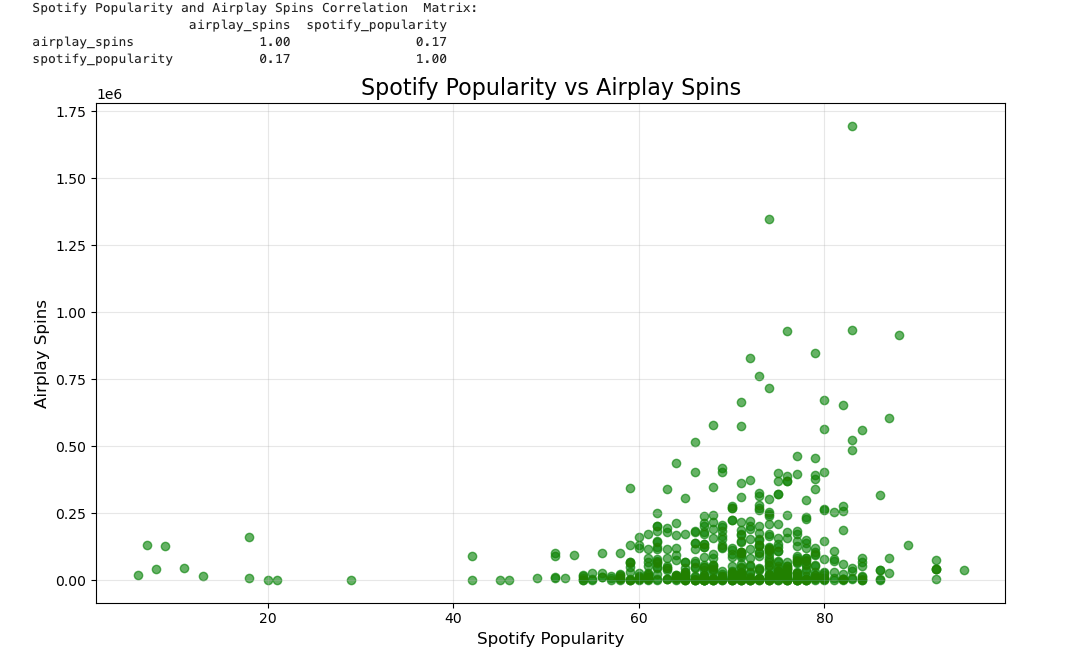 Spotify Popularity and Airplay Spins Correlation  Matrix:
                    airplay_spins  spotify_popularity
airplay_spins                1.00                0.17
spotify_popularity           0.17                1.00
Spotify Popularity vs Airplay Spins
1e6
1.75
1.50
1.25
1.00
0.75
0.50
0.25
0.00
Airplay Spins
20 40 60 80
Spotify Popularity